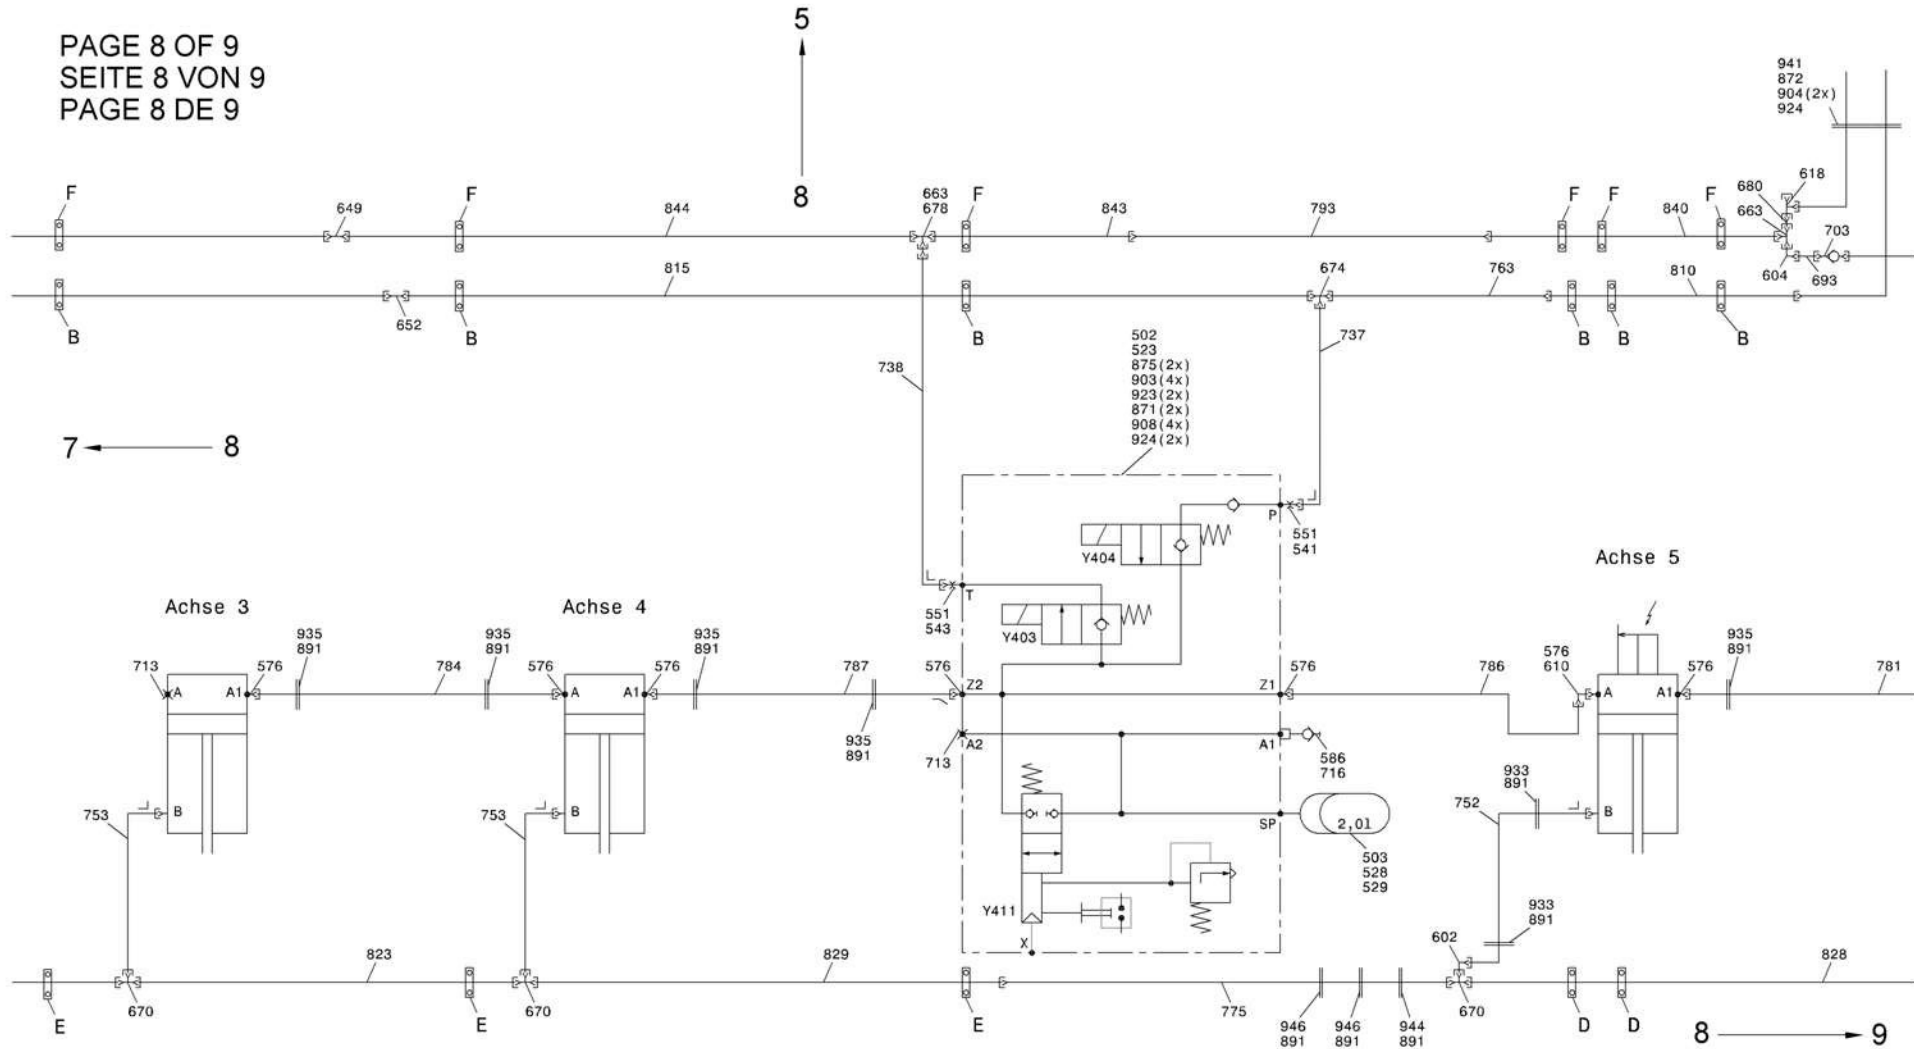 PAGE 8 OF 9
SEITE 8 VON 9
PAGE 8 DE 9
5
8
941
872
904(2x)
924
F
649
F
844
663
678
F
843
793
F
F
840
F
680
663
618
703
604
693
B
652
B
815
B
674
763
B
B
810
B
738
737
502
523
875(2x)
903(4x)
923(2x)
871(2x)
908(4x)
924(2x)
7
8
P
551
541
Y404
T
551
543
Y403
Achse 3
Achse 4
Achse 5
713
A
A1
576
935
891
784
935
891
576
A
A1
576
935
891
787
935
891
576
Z2
Z1
576
786
576
610
A
A1
576
935
891
781
713
A2
A1
586
716
753
B
753
B
SP
2,0l
503
528
529
752
933
891
B
Y411
X
933
891
602
E
670
823
E
670
829
E
775
946
891
946
891
944
891
670
D
D
828
8
9